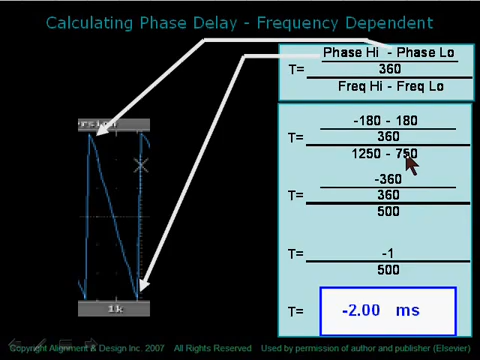 Calculating Phase Delay - Frequency Dependent
Phase Hi - Phase Lo
T=
360
Freq Hi - Freq Lo
-180 - 180
T=
360
1250 - 750
-360
T=
360
500
T=
-1
500
T=
-2.00 ms
1k
Copyright Alignment & Design Inc. 2007 All Rights Reserved Used by permission of author and publisher (Elsevier)